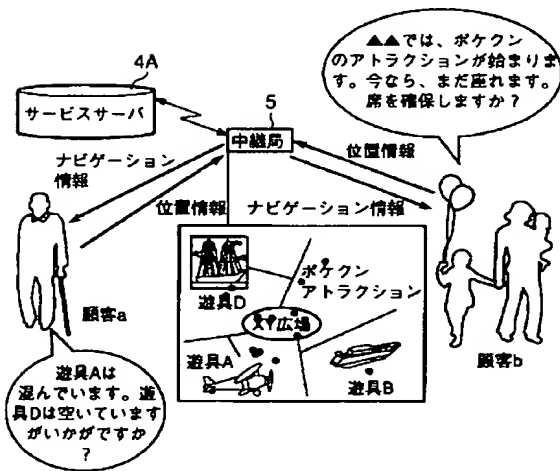 4A
サービスサーバ
5
中継局
▲▲では、ポケクン
のアトラクションが始まりま
す。今なら、まだ座れます。
席を確保しますか?
ナビゲーション
情報
位置情報
位置情報
ナビゲーション情報
顧客a
遊具D
ポケクン
アトラクション
XY広場
遊具A
遊具B
顧客b
遊具Aは
混んでいます。遊
具Dは空いています
がいかがですか
?